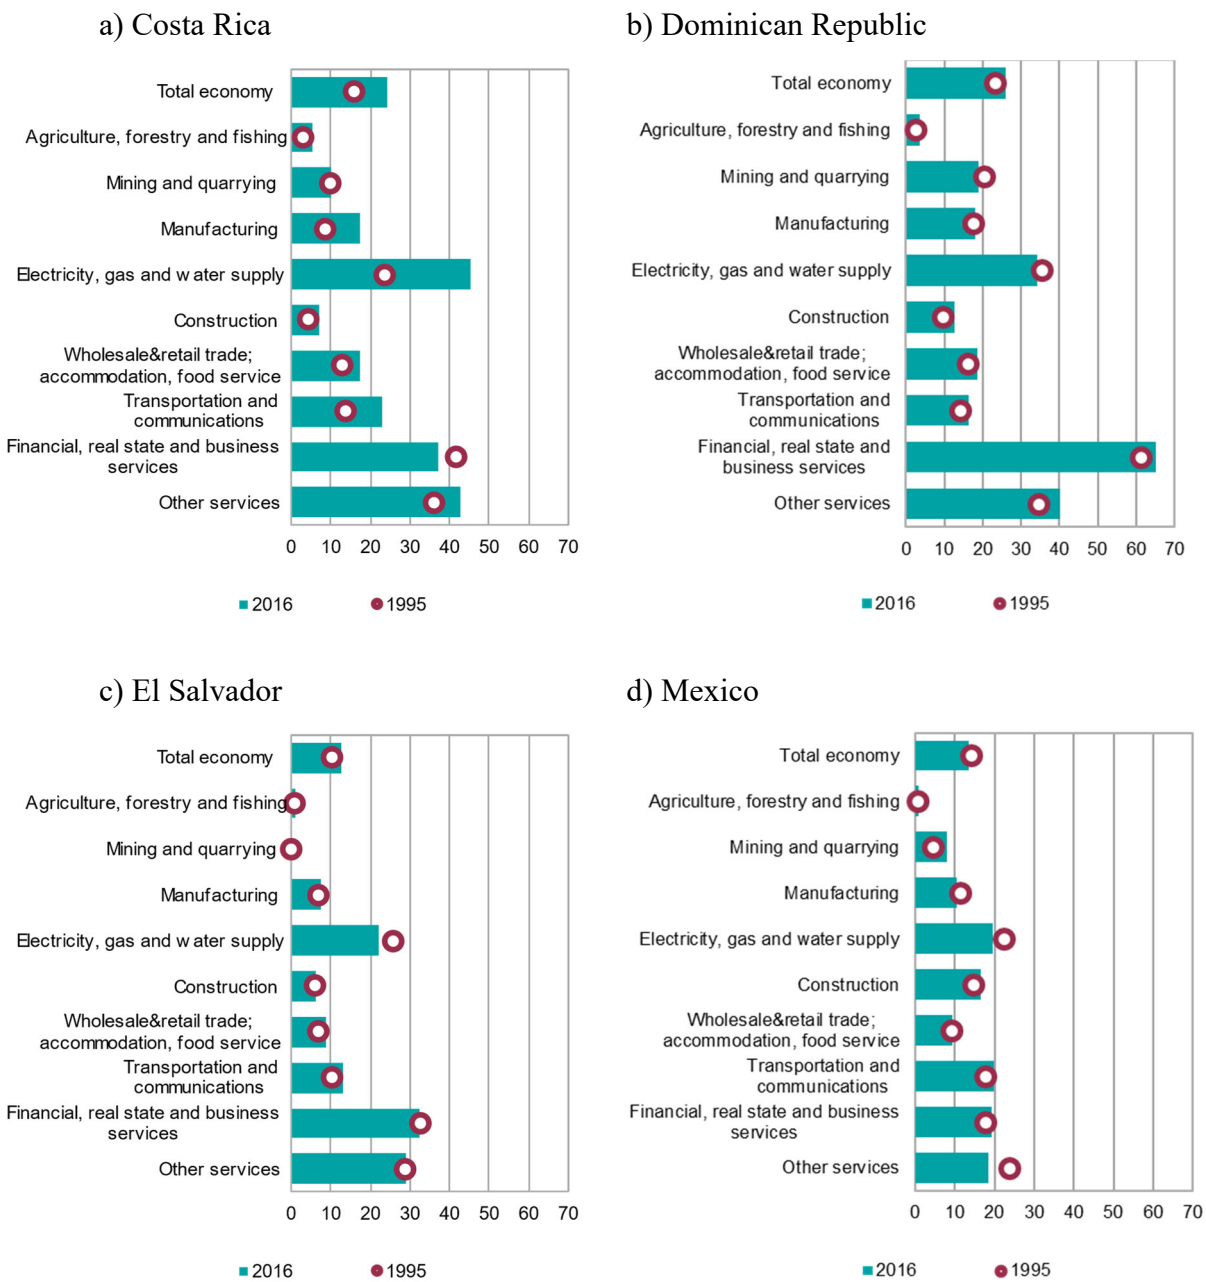 a) Costa Rica
Total economy
Agriculture, forestry and fishing
Mining and quarrying
Manufacturing
Electricity, gas and water supply
Construction
Wholesale&retail trade;
accommodation, food service
Transportation and
communications
Financial, real state and business
services
Other services
0 10 20 30 40 50 60 70
2016 1995
b) Dominican Republic
Total economy
Agriculture, forestry and fishing
Mining and quarrying
Manufacturing
Electricity, gas and water supply
Construction
Wholesale&retail trade;
accommodation, food service
Transportation and
communications
Financial, real state and
business services
Other services
0 10 20 30 40 50 60 70
2016 1995
c) El Salvador
Total economy
Agriculture, forestry and fishing
Mining and quarrying
Manufacturing
Electricity, gas and water supply
Construction
Wholesale&retail trade;
accommodation, food service
Transportation and
communications
Financial, real state and business
services
Other services
0 10 20 30 40 50 60 70
2016 1995
d) Mexico
Total economy
Agriculture, forestry and fishing
Mining and quarrying
Manufacturing
Electricity, gas and water supply
Construction
Wholesale&retail trade;
accommodation, food service
Transportation and
communications
Financial, real state and business
services
Other services
0 10 20 30 40 50 60 70
2016 1995